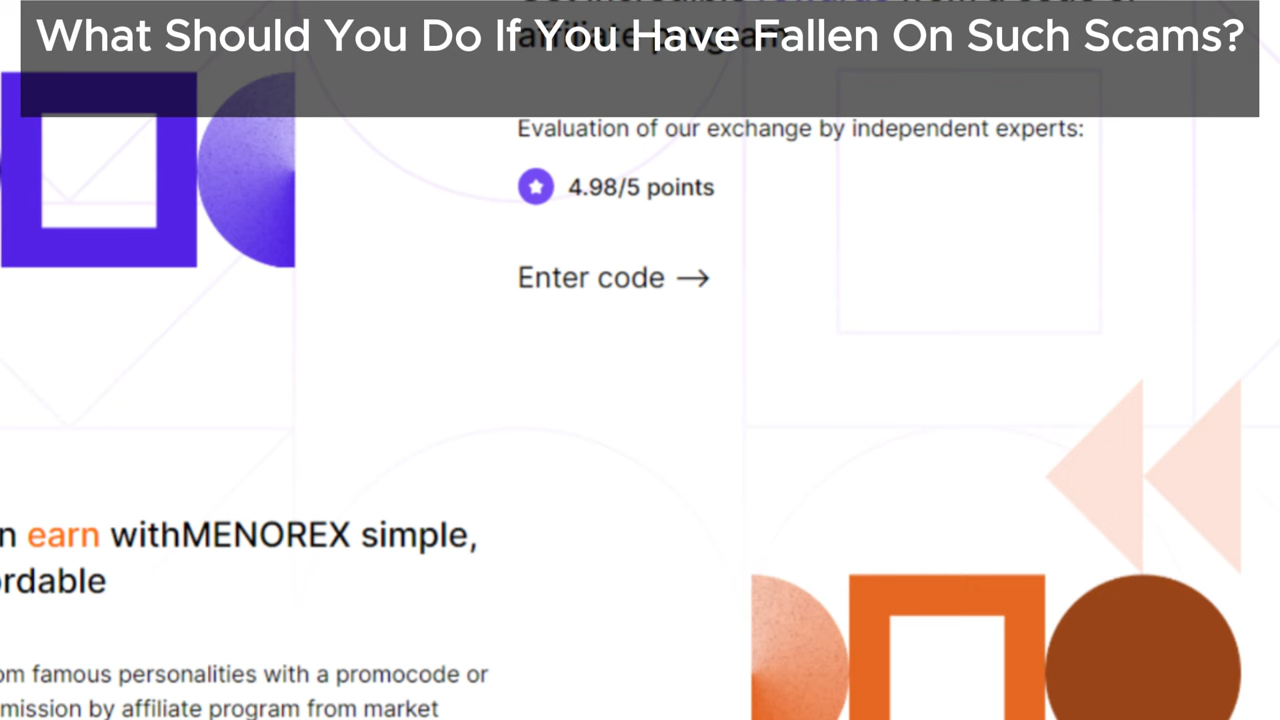 What Should You Do If You Have Fallen On Such Scams?
affiliate program
Evaluation of our exchange by independent experts:
4.98/5 points
Enter code →
n earn withMENOREX simple,
rdable
om famous personalities with a promocode or
mission by affiliate program from market